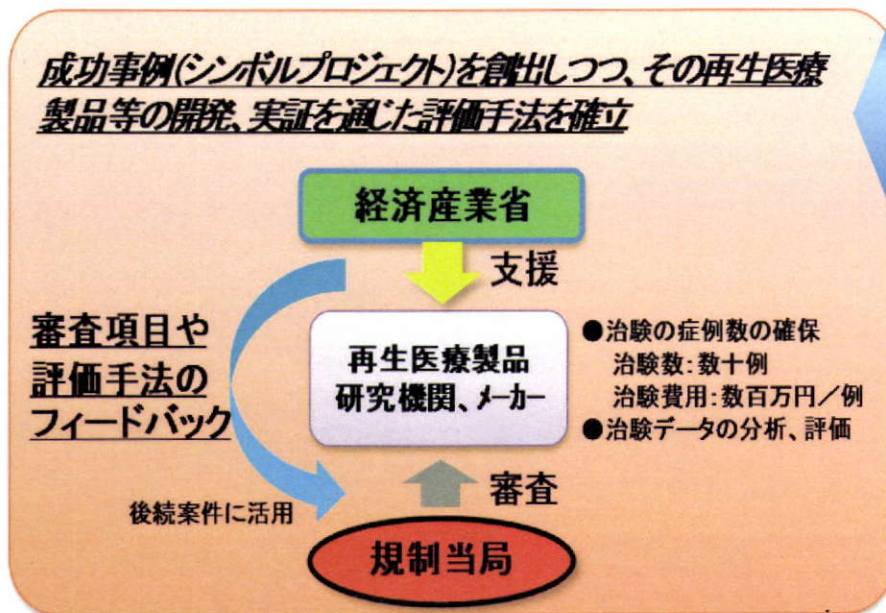 成功事例(シンボルプロジェクト)を創出しつつ、その再生医療
製品等の開発、実証を通じた評価手法を確立
経済産業省
支援
審査項目や
評価手法の
フィードバック
再生医療製品
研究機関、メーカー
●治験の症例数の確保
治験数:数十例
治験費用:数百万円/例
●治験データの分析、評価
審査
後続案件に活用
規制当局